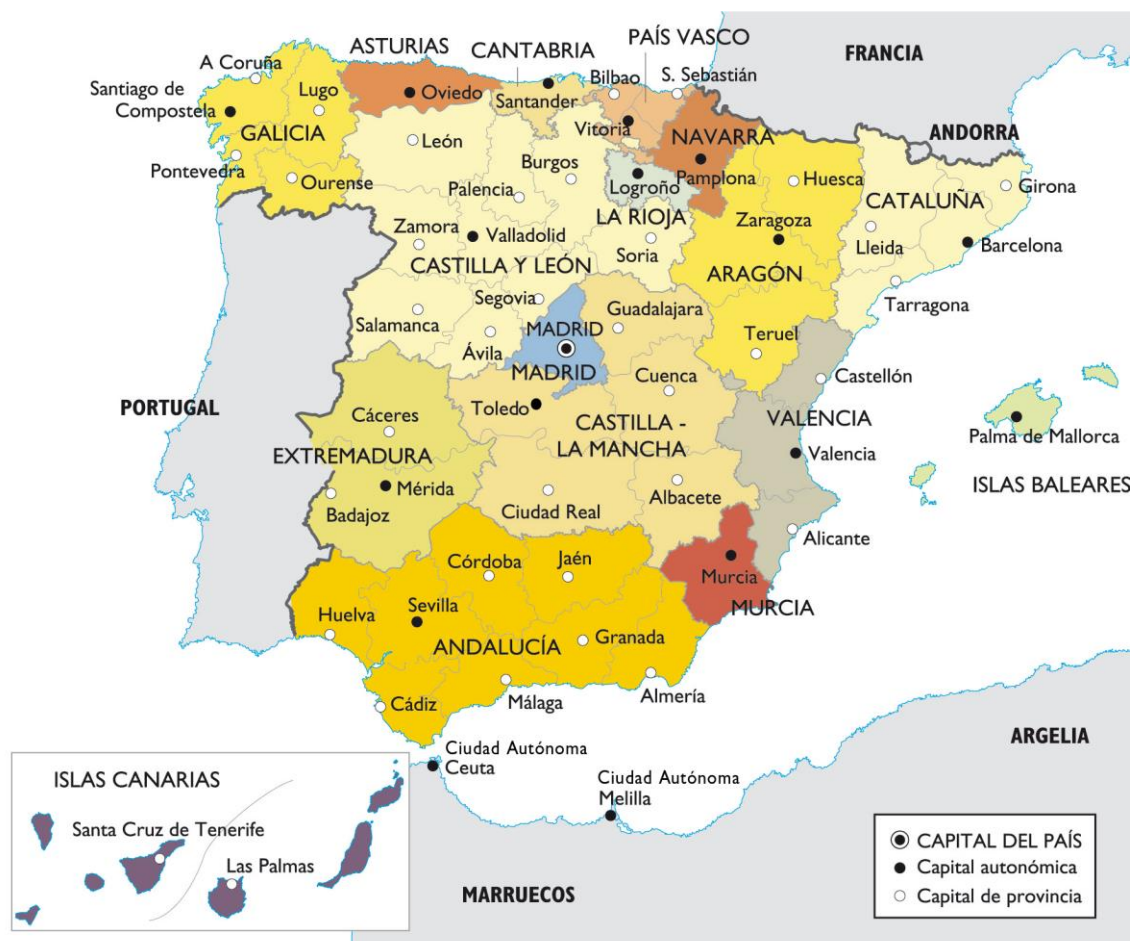 ASTURIAS
CANTABRIA
PAÍS VASCO
FRANCIA
A Coruña
Lugo
Oviedo
Santander
Bilbao
S. Sebastián
Santiago de
Compostela
GALICIA
León
Burgos
Vitoria
NAVARRA
ANDORRA
Pontevedra
Ourense
Palencia
Logroño
Pamplona
Huesca
Girona
Zamora
Valladolid
LA RIOJA
Zaragoza
CATALUÑA
Lleida
Barcelona
CASTILLA Y LEÓN
Soria
ARAGÓN
Tarragona
Salamanca
Segovia
Guadalajara
Ávila
MADRID
MADRID
Teruel
Cuenca
Castellón
PORTUGAL
Toledo
VALENCIA
Cáceres
CASTILLA -
LA MANCHA
Palma de Mallorca
EXTREMADURA
Valencia
ISLAS BALEARES
Mérida
Albacete
Badajoz
Ciudad Real
Alicante
Córdoba
Jaén
Murcia
MURCIA
Huelva
Sevilla
ANDALUCÍA
Granada
Cádiz
Málaga
Almería
ARGELIA
Ciudad Autónoma
Ceuta
Ciudad Autónoma
Melilla
ISLAS CANARIAS
Santa Cruz de Tenerife
Las Palmas
MARRUECOS
CAPITAL DEL PAÍS
Capital autonómica
Capital de provincia